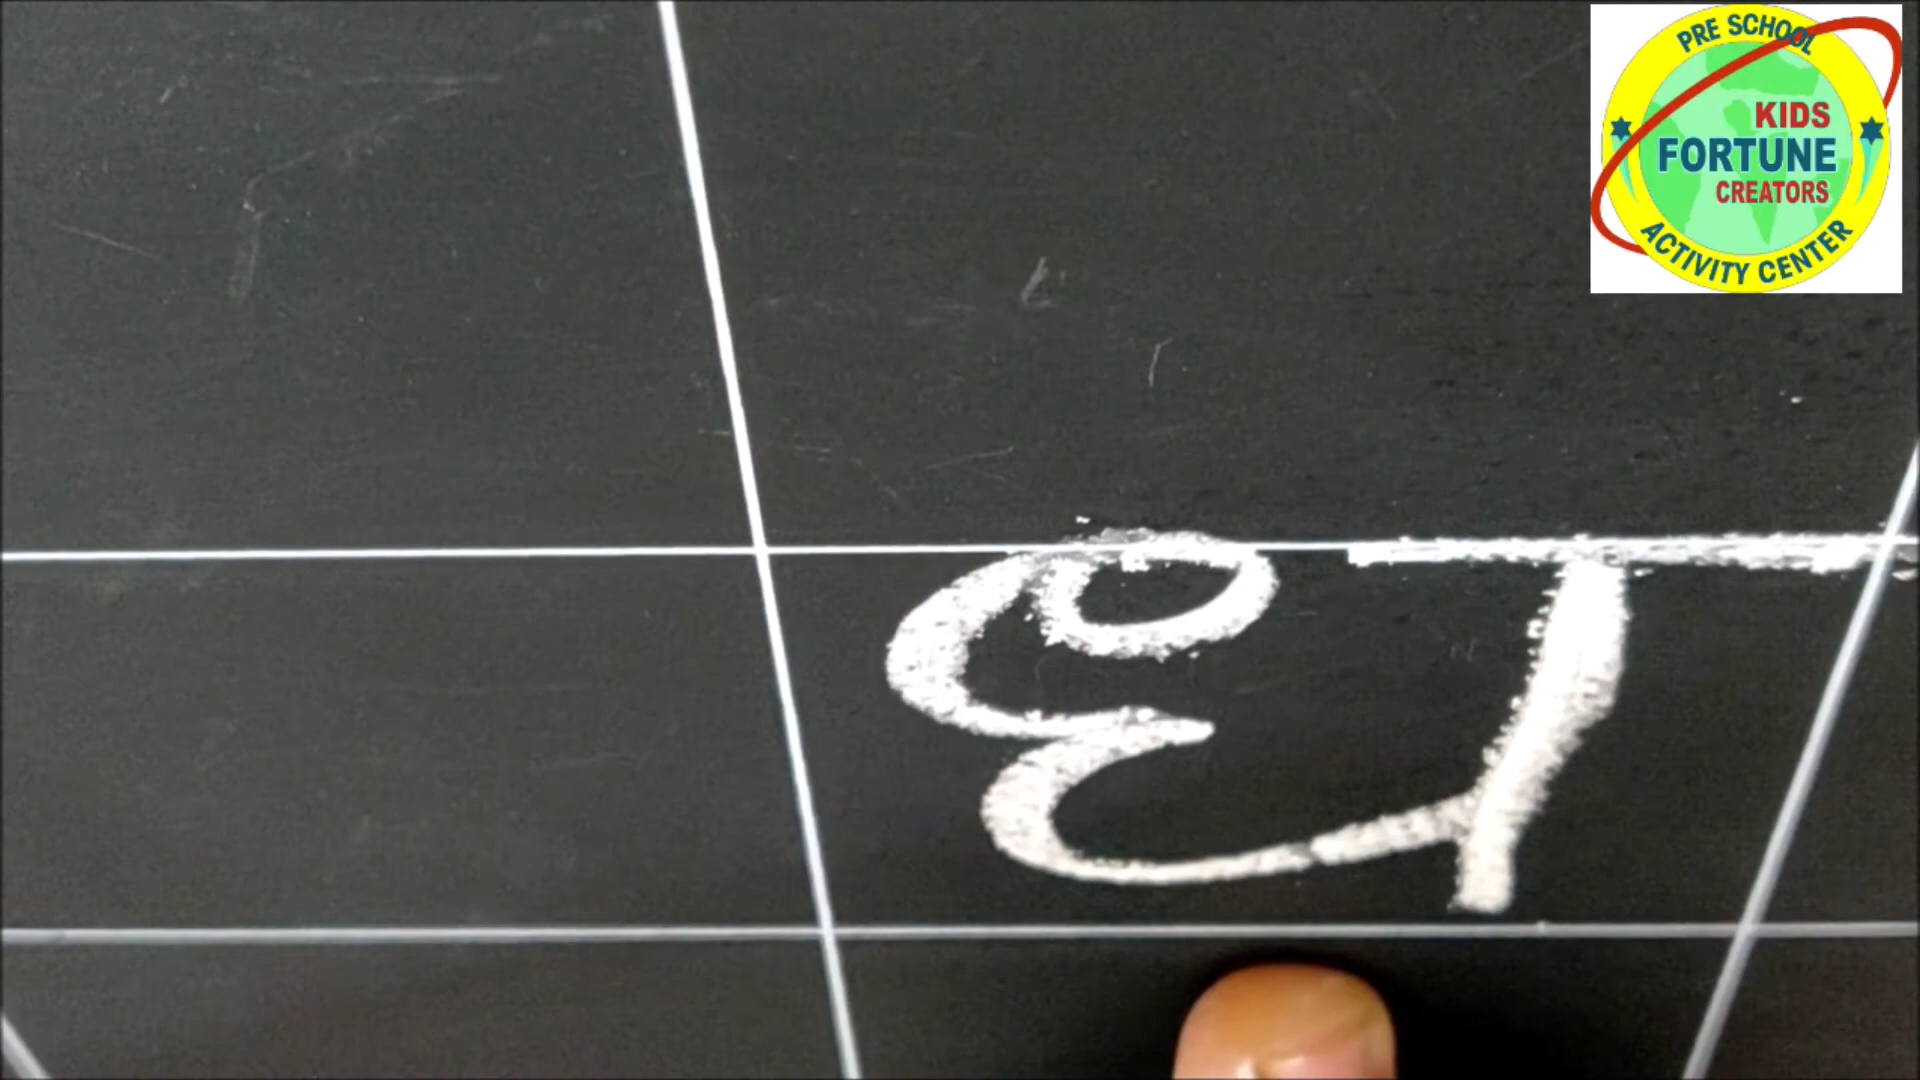 PRE SCHOOL
KIDS
FORTUNE
CREATORS
ACTIVITY CENTER
ध